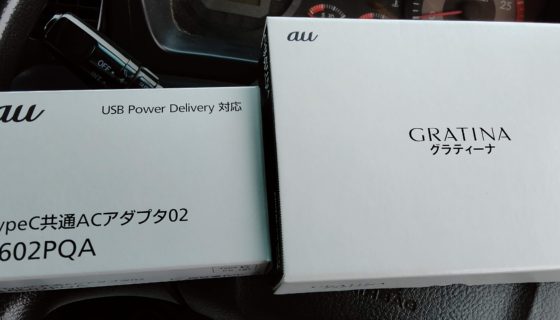 au
USB Power Delivery 対応
ypeC共通ACアダプタ02
602PQA
au
GRATINA
グラティーナ
OFF
25